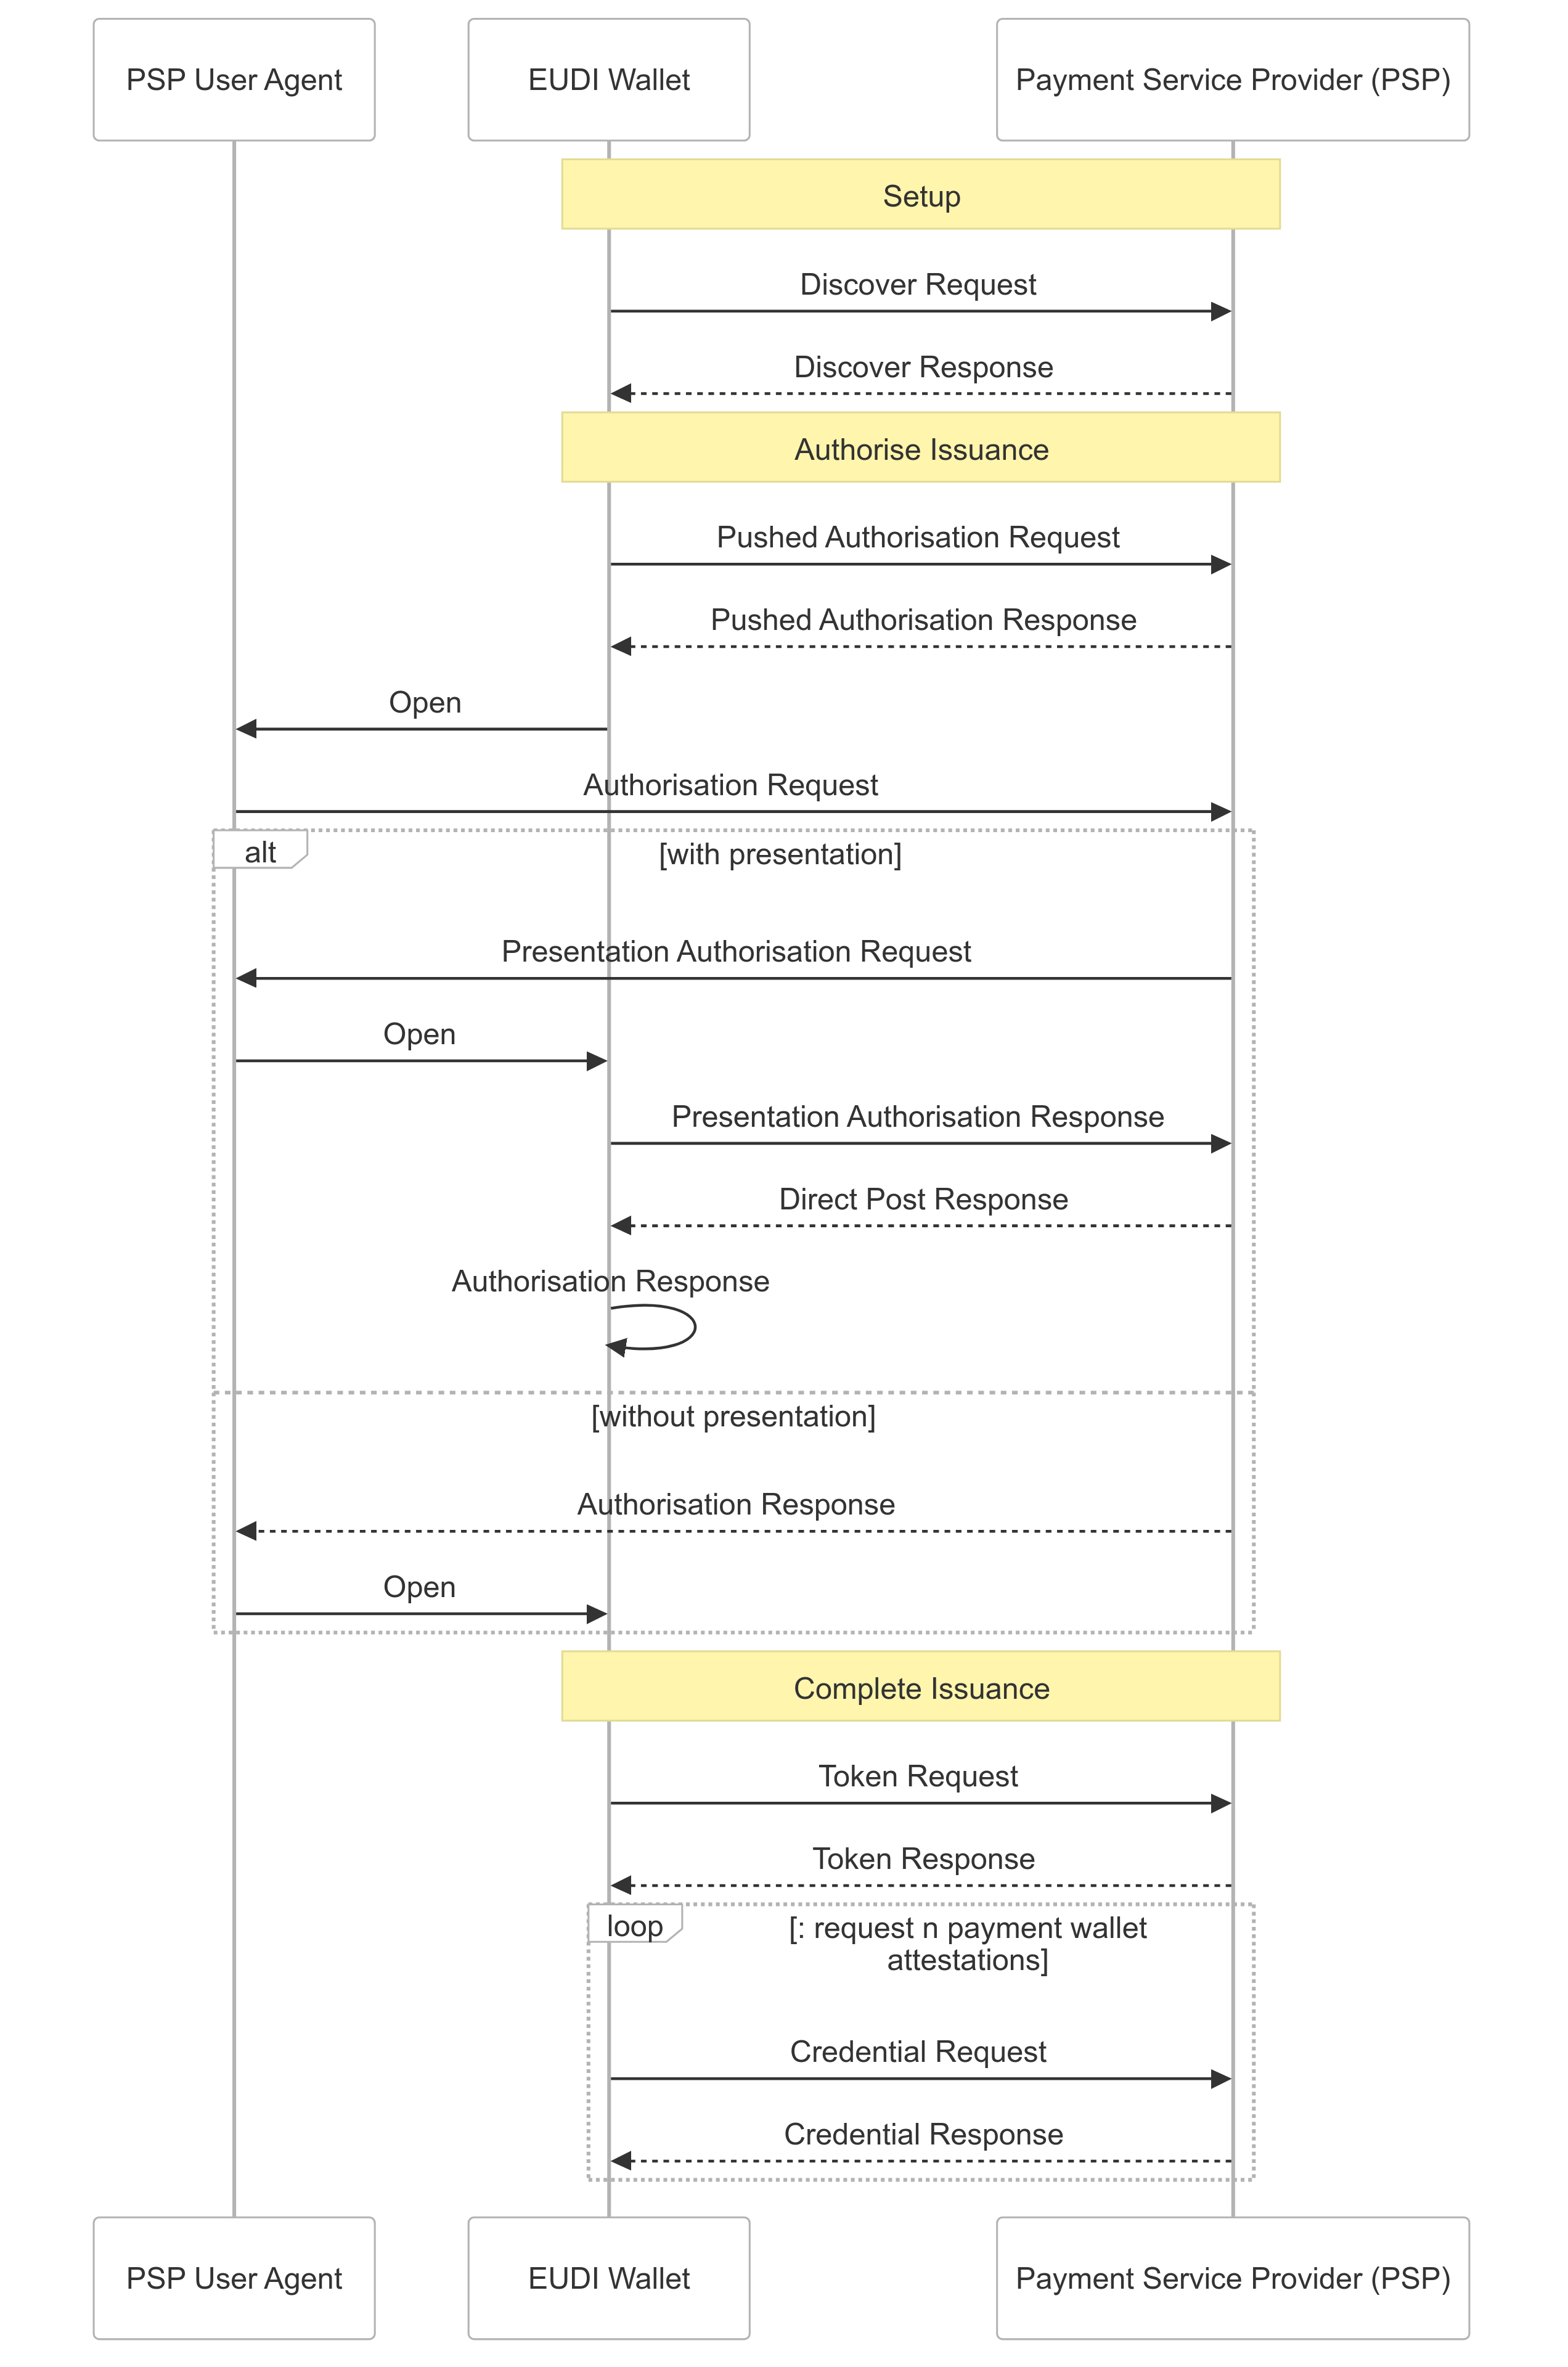 PSP User Agent
EUDI Wallet
Payment Service Provider (PSP)
Setup
Discover Request
Discover Response
Authorise Issuance
Pushed Authorisation Request
Pushed Authorisation Response
Open
Authorisation Request
alt
[with presentation]
Presentation Authorisation Request
Open
Presentation Authorisation Response
Direct Post Response
Authorisation Response
[without presentation]
Authorisation Response
Open
Complete Issuance
Token Request
Token Response
loop
[: request n payment wallet
attestations]
Credential Request
Credential Response
PSP User Agent
EUDI Wallet
Payment Service Provider (PSP)